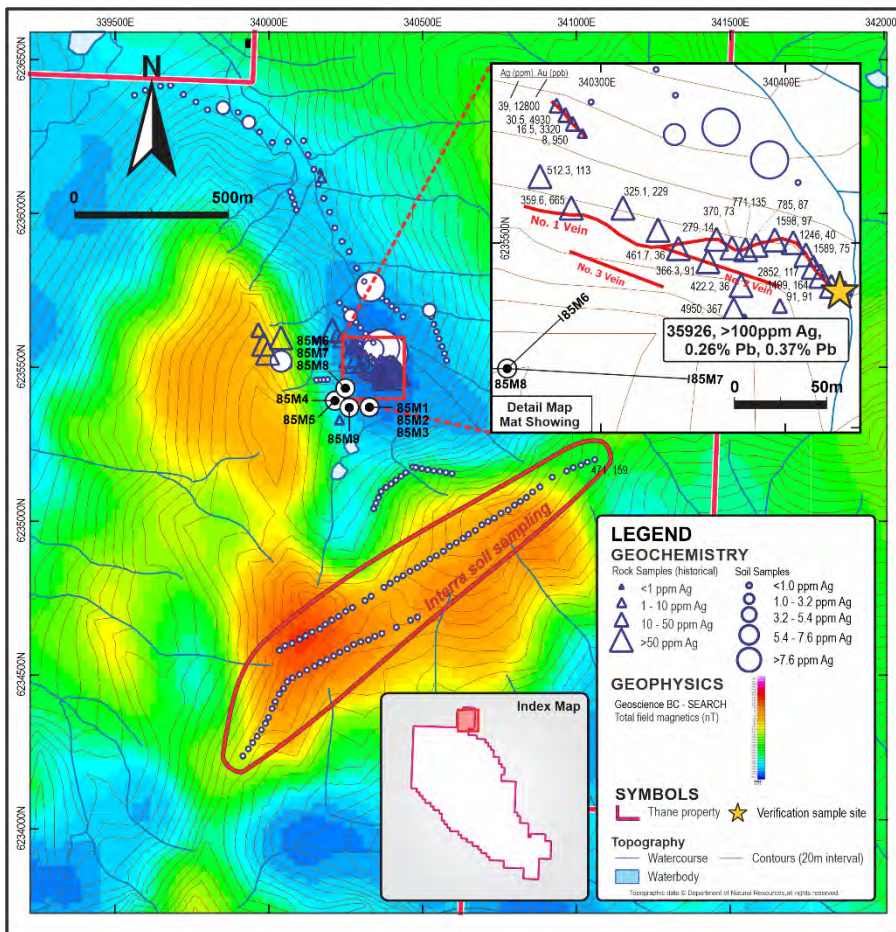 339500E 340000E 340500E 341000E 341500E 342000E
6236500N
6236000N
6235500N
6235000N
6234500N
6234000N
N
0 500m
85M6
85M7
85M8
85M4
85M5
85M9
85M1
85M2
85M3
471, 159
Interra soil sampling
340300E 340400E
Ag (ppm), Au (ppb)
39, 12800
30.5, 4930
16.5, 3320
8, 950
512.3, 113
359.6, 665
325.1, 229
279, 14
370, 73
771,135
785, 87
1598, 97
1246, 40
1589, 75
461.7, 36
366.3, 91
422.2, 36
2852, 117
1499, 164
91, 91
4950, 367
No. 1 Vein
No. 2 Vein
No. 3 Vein
6235500N
85M6
85M8
85M7
35926, >100ppm Ag,
0.26% Pb, 0.37% Pb
0 50m
Detail Map
Mat Showing
Index Map
LEGEND
GEOCHEMISTRY
Rock Samples (historical)
<1 ppm Ag
1 - 10 ppm Ag
10 - 50 ppm Ag
>50 ppm Ag
Soil Samples
<1.0 ppm Ag
1.0 - 3.2 ppm Ag
3.2 - 5.4 ppm Ag
5.4 - 7.6 ppm Ag
>7.6 ppm Ag
GEOPHYSICS
Geoscience BC - SEARCH
Total field magnetics (nT)
SYMBOLS
Thane property
Verification sample site
Topography
Watercourse
Contours (20m interval)
Waterbody
Topographic data © Department of Natural Resources,all rights reserved.